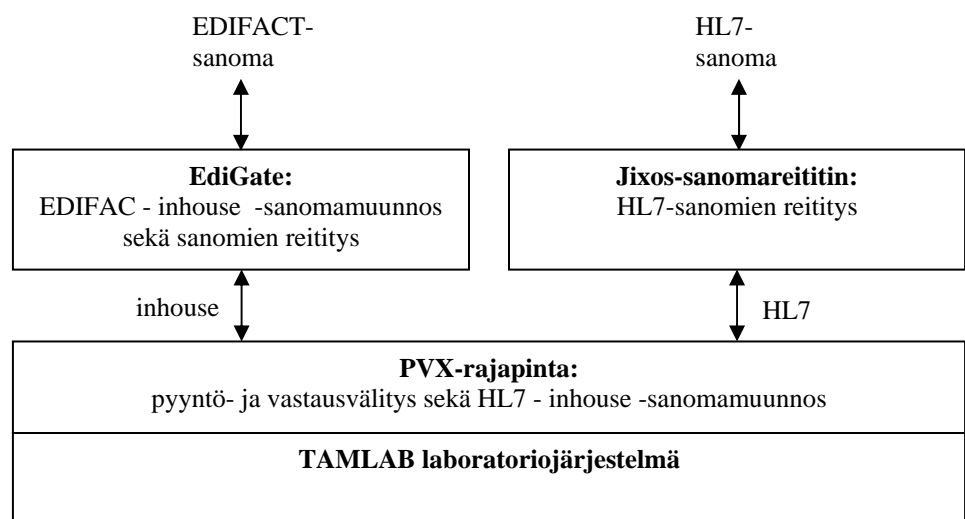 EDIFACT-
sanoma
HL7-
sanoma
EdiGate:
EDIFAC - inhouse -sanomamuunnos
sekä sanomien reititys
Jixos-sanomareititin:
HL7-sanomien reititys
inhouse
HL7
PVX-rajapinta:
pyyntö- ja vastausvälitys sekä HL7 - inhouse -sanomamuunnos
TAMLAB laboratoriojärjestelmä